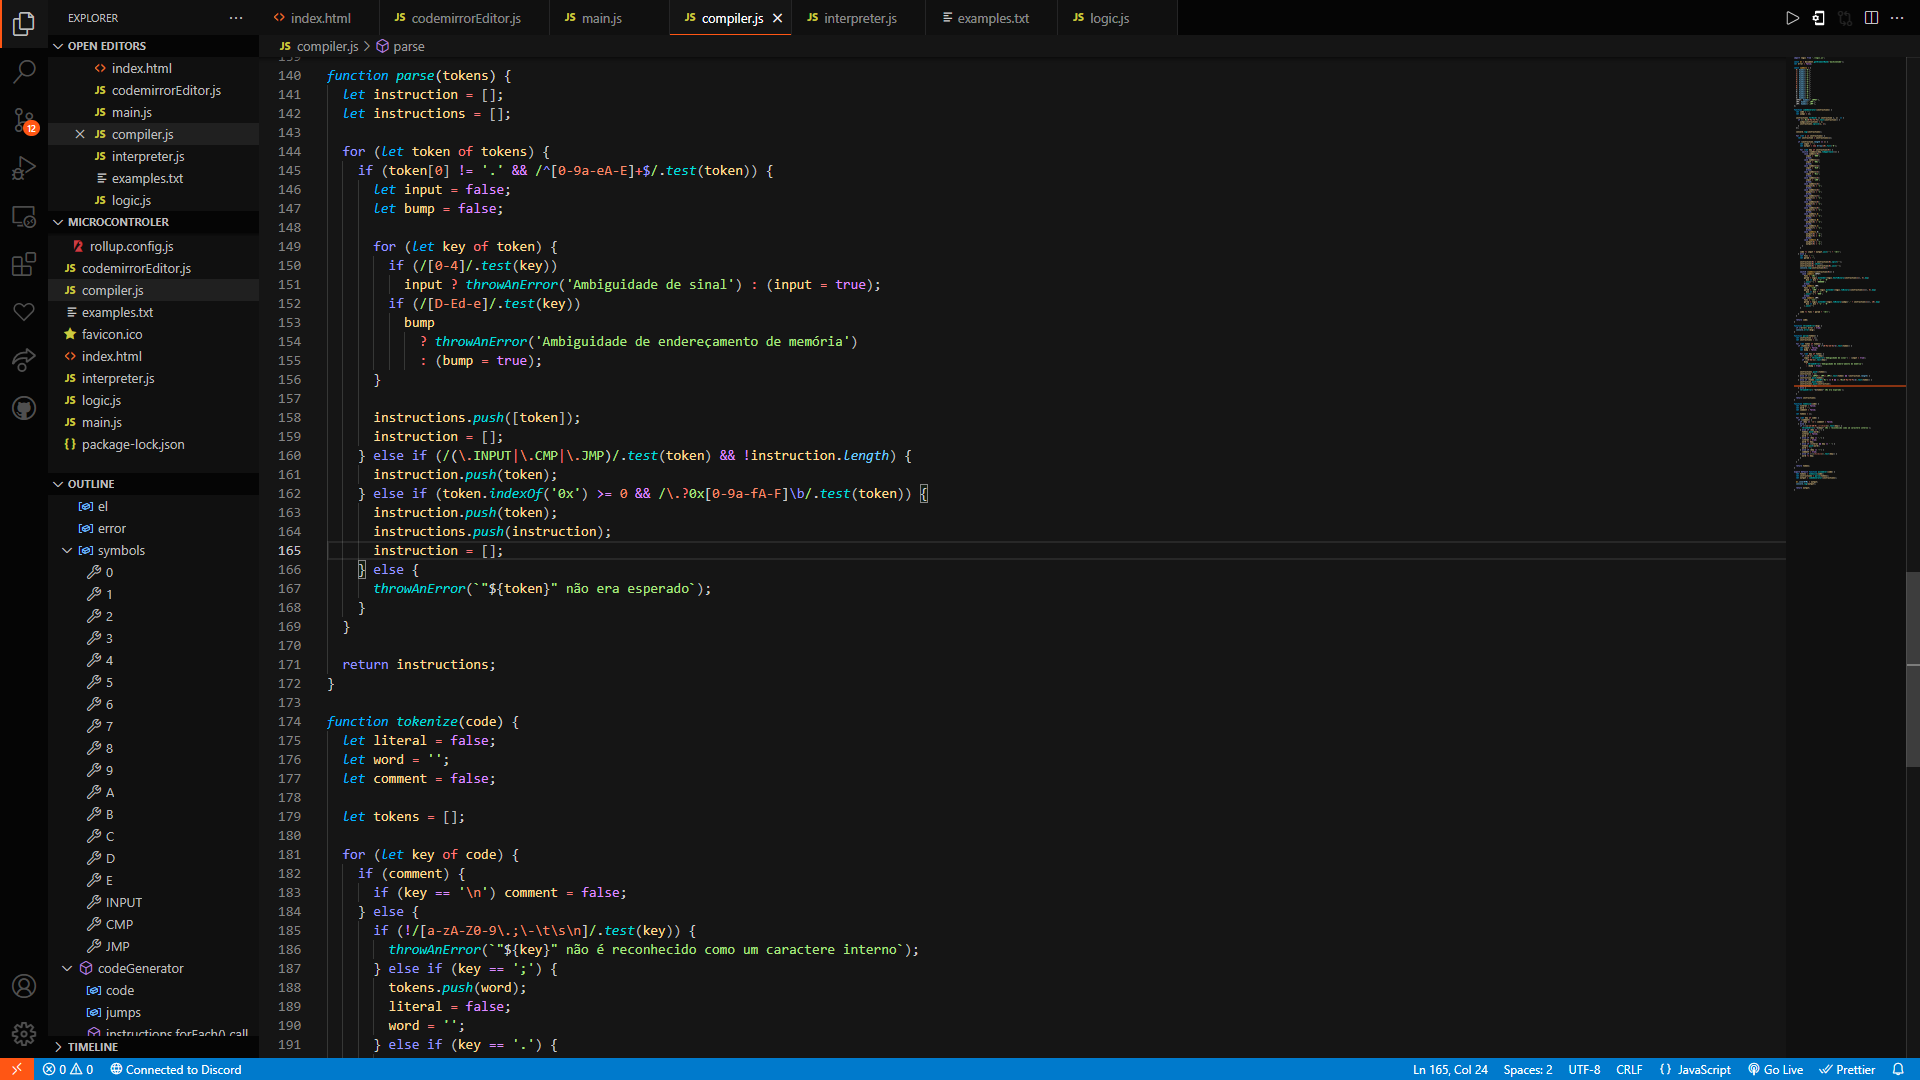 EXPLORER
index.html
JS codemirrorEditor.js
JS main.js
JS compiler.js
JS interpreter.js
examples.txt
JS logic.js
OPEN EDITORS
index.html
JS codemirrorEditor.js
JS main.js
JS compiler.js
JS interpreter.js
examples.txt
JS logic.js
MICROCONTROLER
rollup.config.js
JS codemirrorEditor.js
JS compiler.js
examples.txt
favicon.ico
index.html
JS interpreter.js
JS logic.js
JS main.js
package-lock.json
12
OUTLINE
el
error
symbols
0
1
2
3
4
5
6
7
8
9
A
B
C
D
E
INPUT
CMP
JMP
codeGenerator
code
jumps
instructions.forEach() call
TIMELINE
JS compiler.js > parse
139
140 function parse(tokens) {
141 let instruction = [];
142 let instructions = [];
143
144 for (let token of tokens) {
145 if (token[0] != '.' && /^[0-9a-eA-E]+$/.test(token)) {
146 let input = false;
147 let bump = false;
148
149 for (let key of token) {
150 if (/[0-4]/.test(key))
151 input ? throwAnError('Ambiguidade de sinal') : (input = true);
152 if (/[D-Ed-e]/.test(key))
153 bump
154 ? throwAnError('Ambiguidade de endereçamento de memória')
155 : (bump = true);
156 }
157
158 instructions.push([token]);
159 instruction = [];
160 } else if (/(\.INPUT|\.CMP|\.JMP)/.test(token) && !instruction.length) {
161 instruction.push(token);
162 } else if (token.indexOf('0x') >= 0 && /\.?0x[0-9a-fA-F]\b/.test(token)) {
163 instruction.push(token);
164 instructions.push(instruction);
165 instruction = [];
166 } else {
167 throwAnError(`"${token}" não era esperado`);
168 }
169 }
170
171 return instructions;
172 }
173
174 function tokenize(code) {
175 let literal = false;
176 let word = '';
177 let comment = false;
178
179 let tokens = [];
180
181 for (let key of code) {
182 if (comment) {
183 if (key == '\n') comment = false;
184 } else {
185 if (!/[a-zA-Z0-9\.;\-\t\s\n]/.test(key)) {
186 throwAnError(`"${key}" não é reconhecido como um caractere interno`);
187 } else if (key == ';') {
188 tokens.push(word);
189 literal = false;
190 word = '';
191 } else if (key == '.') {
0 0 Connected to Discord
Ln 165, Col 24 Spaces: 2 UTF-8 CRLF JavaScript Go Live Prettier